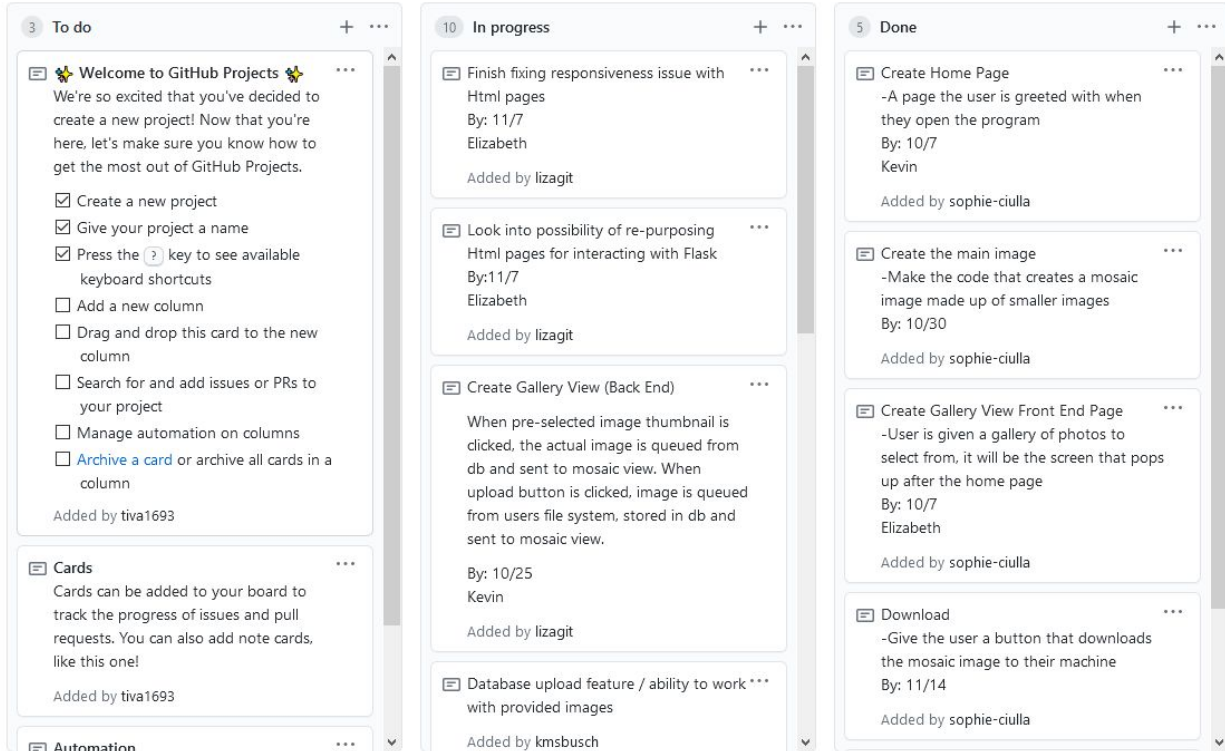 3 To do
Welcome to GitHub Projects
We're so excited that you've decided to
create a new project! Now that you're
here, let's make sure you know how to
get the most out of GitHub Projects.
Create a new project
Give your project a name
Press the ? key to see available
keyboard shortcuts
Add a new column
Drag and drop this card to the new
column
Search for and add issues or PRs to
your project
Manage automation on columns
Archive a card or archive all cards in a
column
Added by tiva1693
Cards
Cards can be added to your board to
track the progress of issues and pull
requests. You can also add note cards,
like this one!
Added by tiva1693
Automation
10 In progress
Finish fixing responsiveness issue with
Html pages
By: 11/7
Elizabeth
Added by lizagit
Look into possibility of re-purposing
Html pages for interacting with Flask
By:11/7
Elizabeth
Added by lizagit
Create Gallery View (Back End)
When pre-selected image thumbnail is
clicked, the actual image is queued from
db and sent to mosaic view. When
upload button is clicked, image is queued
from users file system, stored in db and
sent to mosaic view.
By: 10/25
Kevin
Added by lizagit
Database upload feature / ability to work
with provided images
Added by kmsbusch
5 Done
Create Home Page
-A page the user is greeted with when
they open the program
By: 10/7
Kevin
Added by sophie-ciulla
Create the main image
-Make the code that creates a mosaic
image made up of smaller images
By: 10/30
Added by sophie-ciulla
Create Gallery View Front End Page
-User is given a gallery of photos to
select from, it will be the screen that pops
up after the home page
By: 10/7
Elizabeth
Added by sophie-ciulla
Download
-Give the user a button that downloads
the mosaic image to their machine
By: 11/14
Added by sophie-ciulla